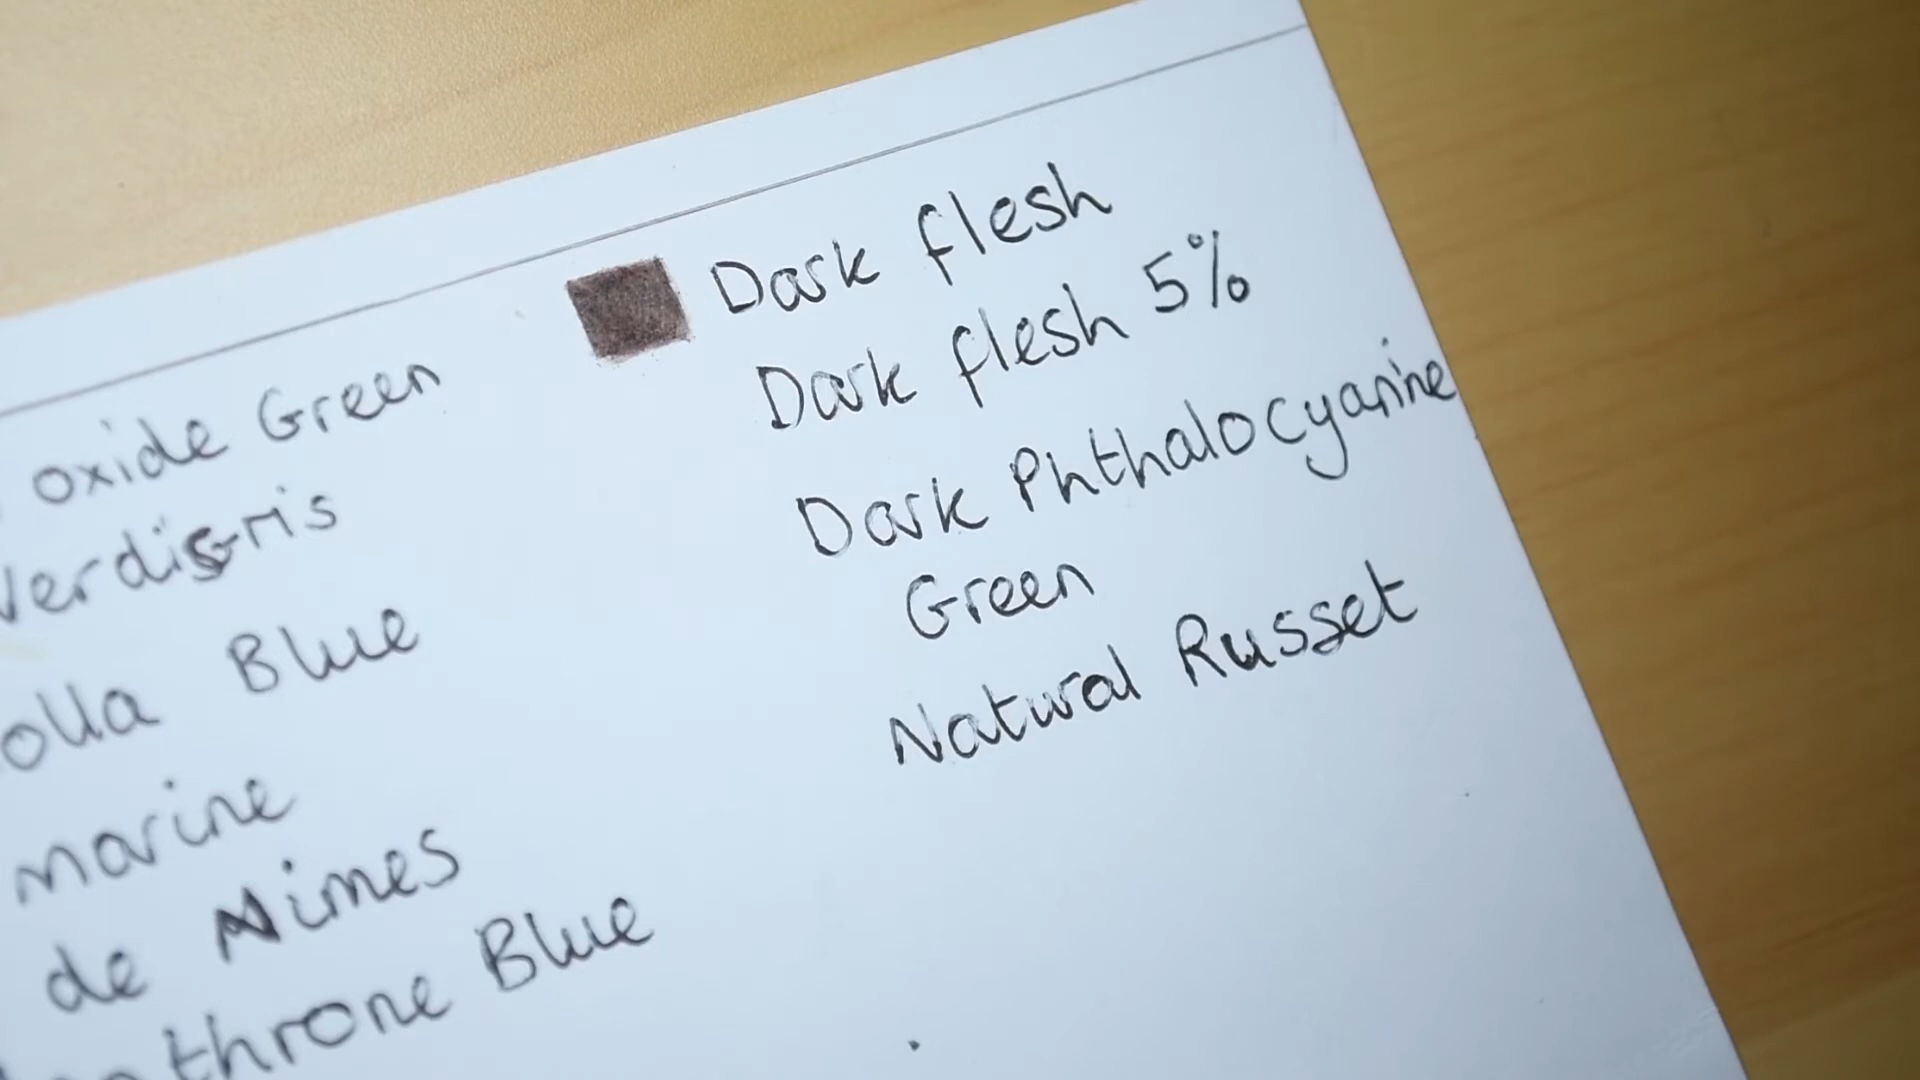 oxide Green
Verdigris
olla Blue
marine
de Nimes
throne Blue
Dark flesh
Dark flesh 5%
Dark Phthalocyanine
Green
Natural Russet